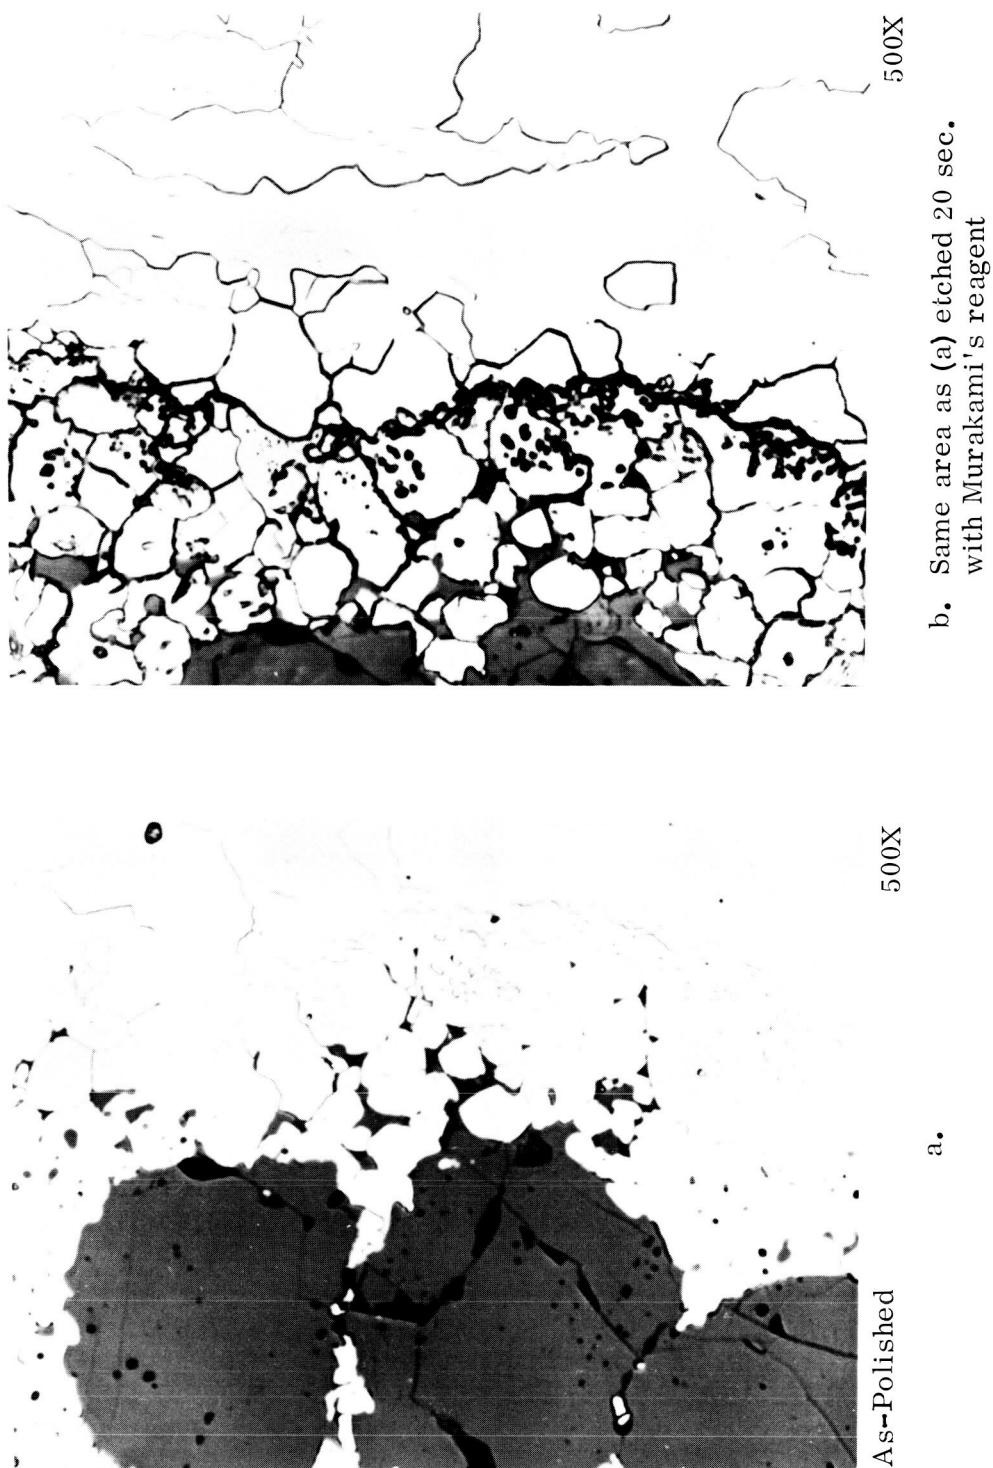 As-Polished
500X
a.
500X
b. Same area as (a) etched 20 sec.
with Murakami's reagent